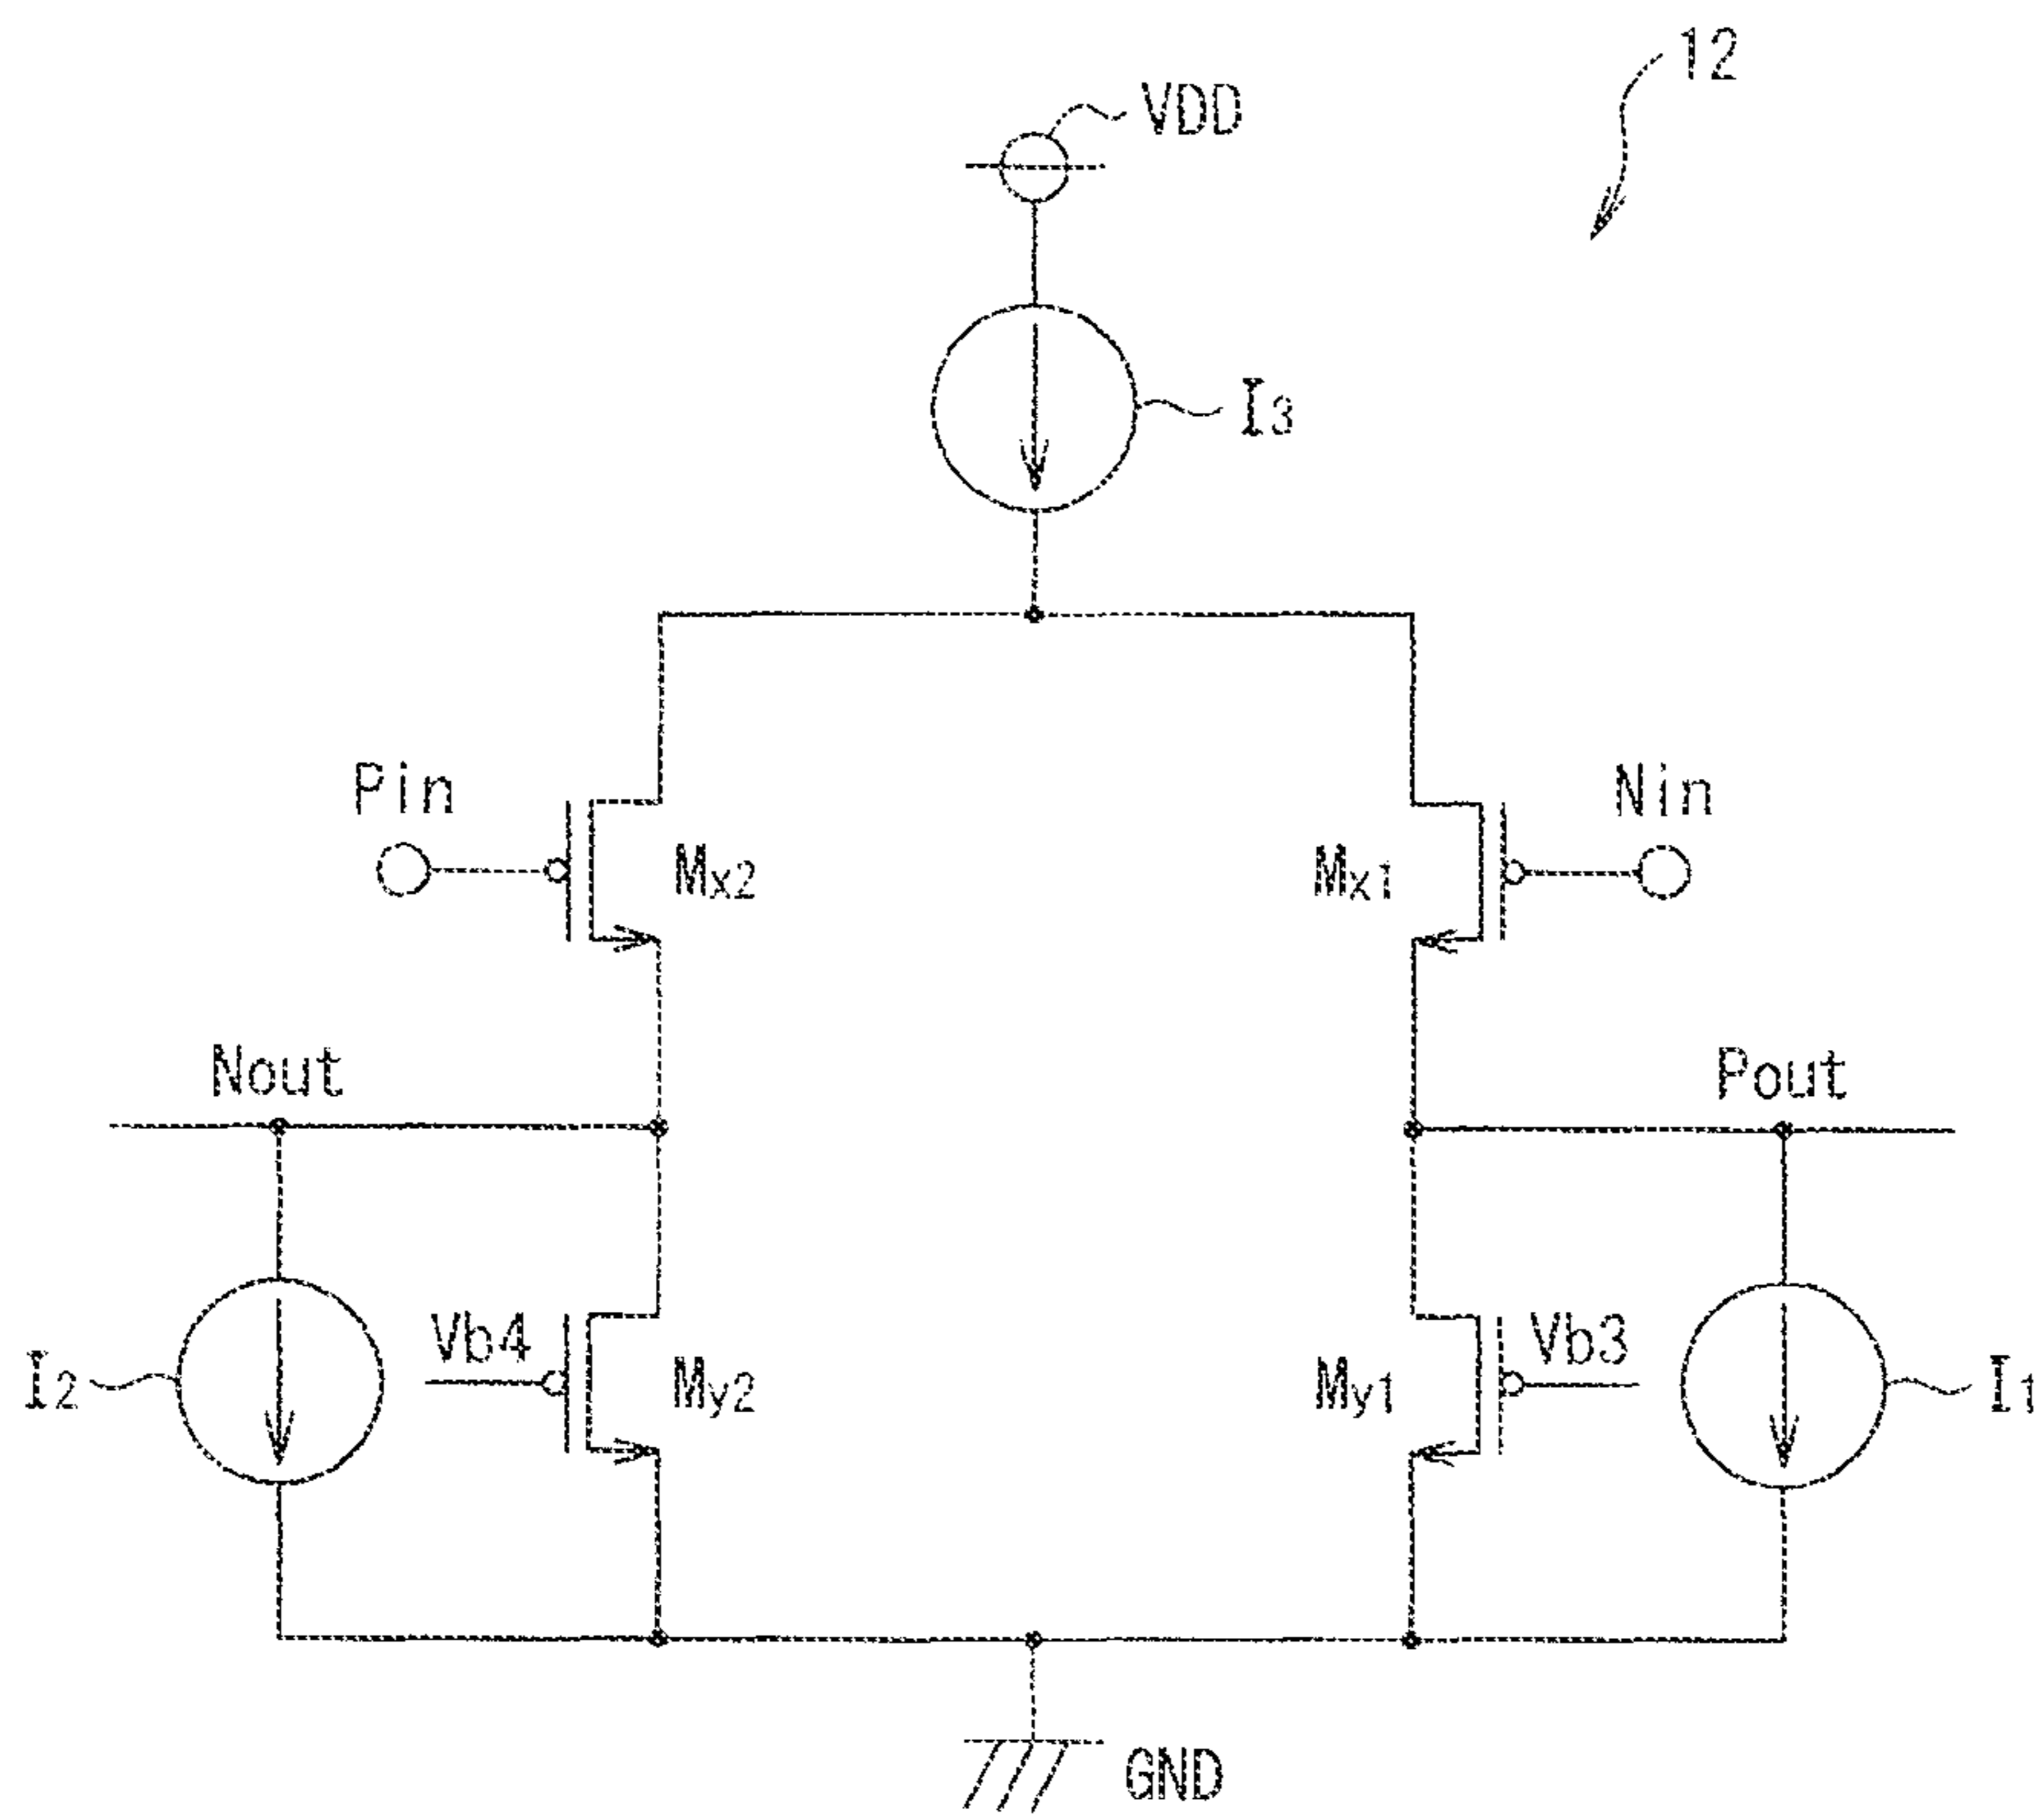 12
VDD
I3
Pin
Nin
Mx2
Mx1
Nout
Pout
Vb4
Vb3
I2
My2
My1
I1
GND